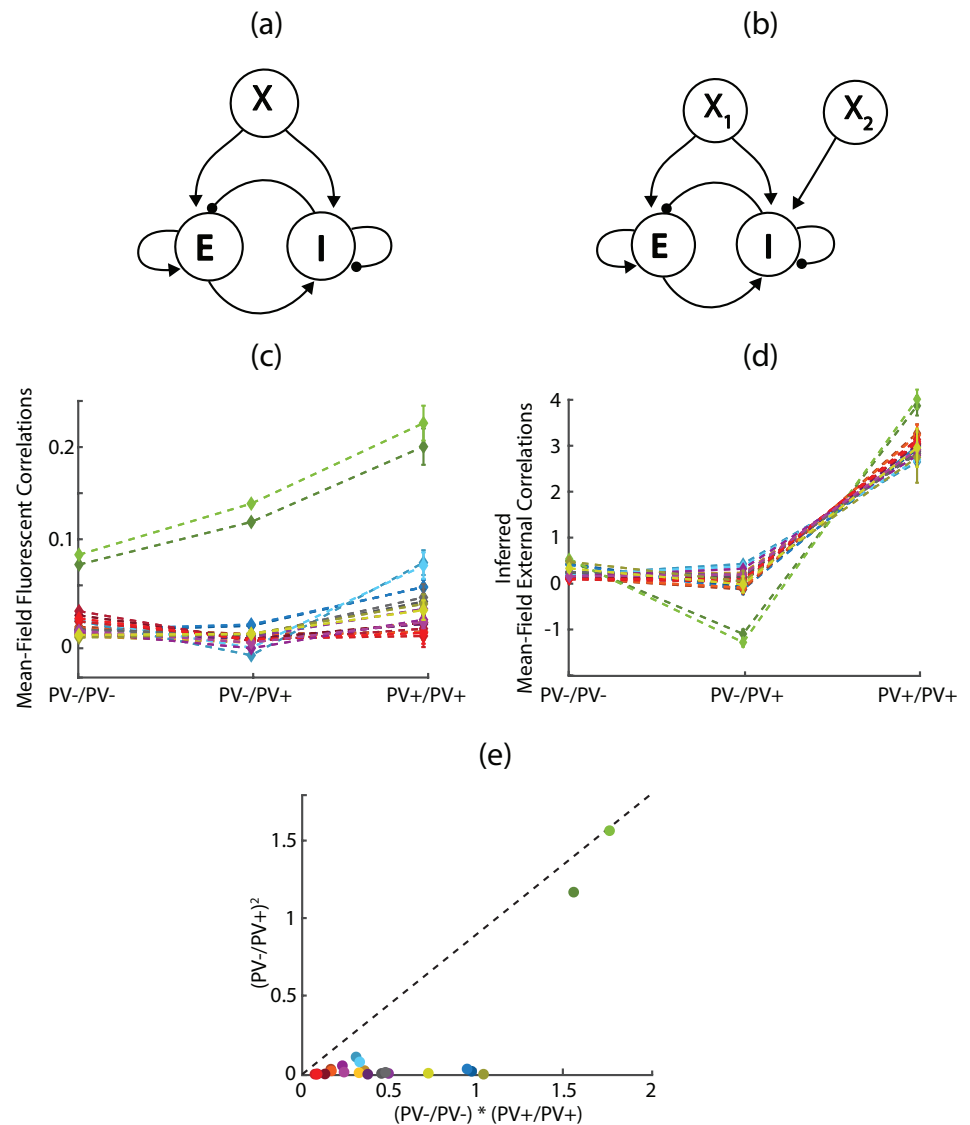 (a)
X
E
I
(b)
X₁
X₂
E
I
(c)
Mean-Field Fluorescent Correlations
0.2
0.1
0
PV-/PV-
PV-/PV+
PV+/PV+
(d)
Inferred
Mean-Field External Correlations
4
3
2
1
0
-1
PV-/PV-
PV-/PV+
PV+/PV+
(e)
(PV-/PV+)²
1.5
1
0.5
0
0
0.5
1
1.5
2
(PV-/PV-) * (PV+/PV+)